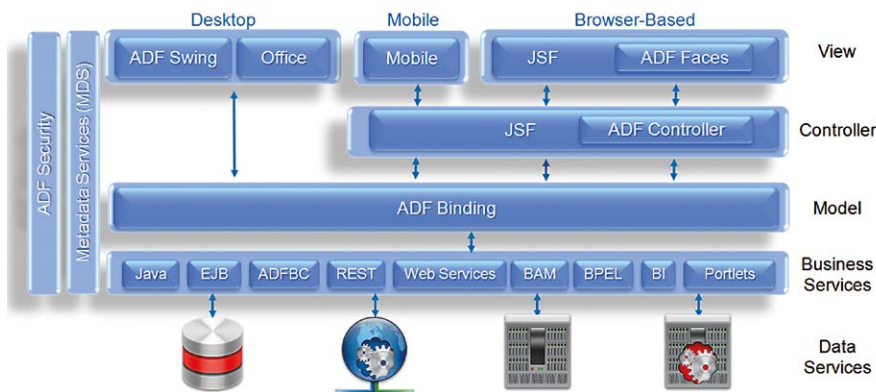 Desktop Mobile Browser-Based
ADF Swing Office Mobile JSF ADF Faces View
JSF ADF Controller Controller
ADF Security
Metadata Services (MDS)
ADF Binding Model
Java EJB ADFBC REST Web Services BAM BPEL BI Portlets
Business
Services
Data
Services